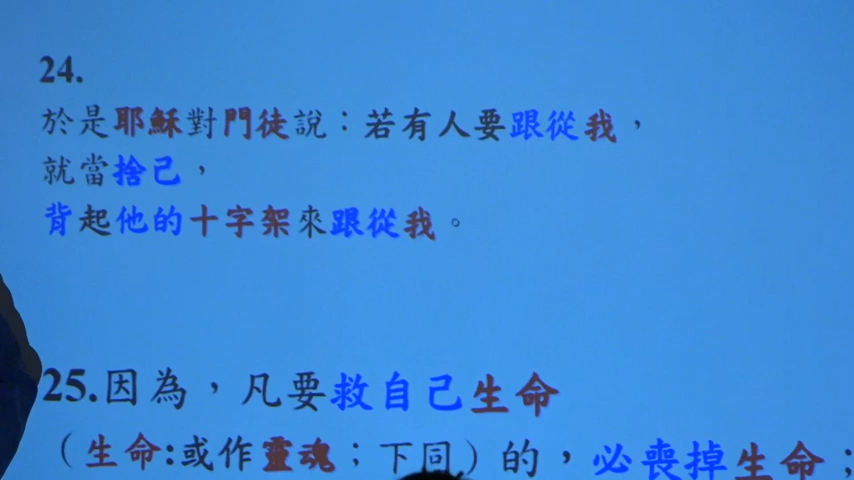 24.
於是耶穌對門徒說：若有人要跟從我，
就當捨己，
背起他的十字架來跟從我。
25.因為，凡要救自己生命
（生命:或作靈魂；下同）的，必喪掉生命；